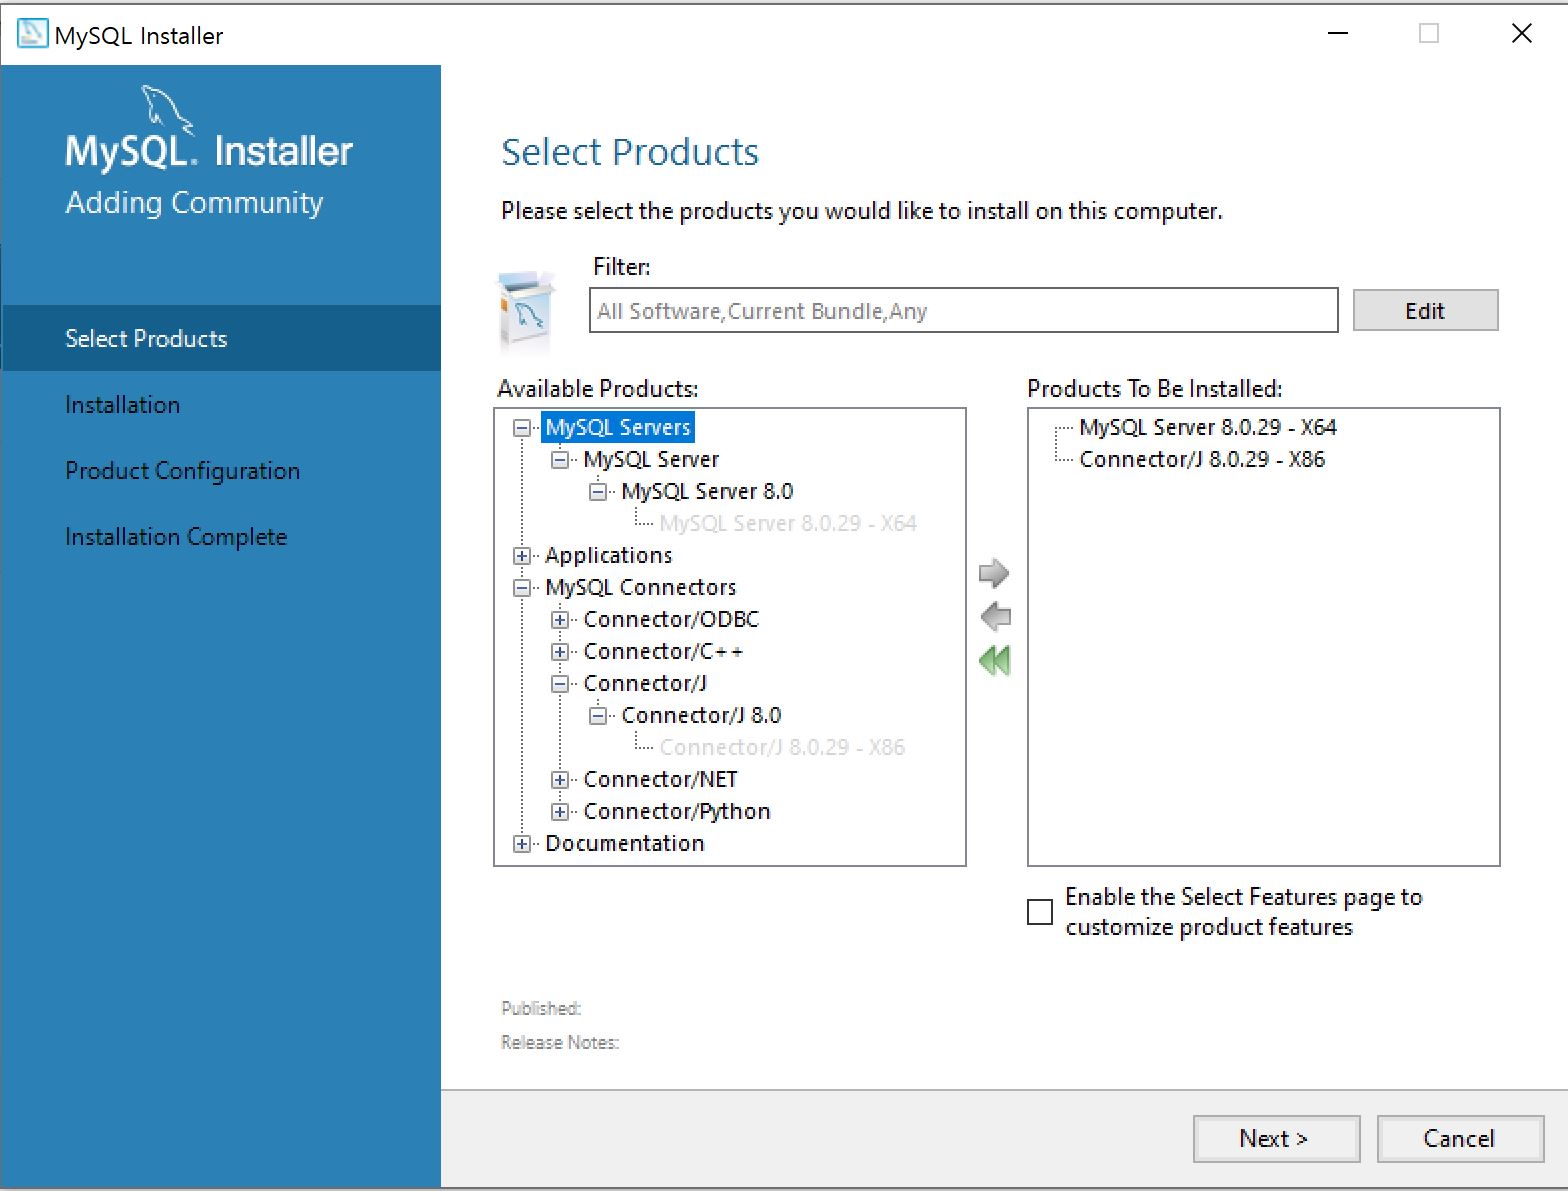 MySQL Installer
MySQL. Installer
Adding Community
Select Products
Installation
Product Configuration
Installation Complete
Select Products
Please select the products you would like to install on this computer.
Filter:
All Software,Current Bundle,Any
Edit
Available Products:
MySQL Servers
MySQL Server
MySQL Server 8.0
MySQL Server 8.0.29 - X64
Applications
MySQL Connectors
Connector/ODBC
Connector/C++
Connector/J
Connector/J 8.0
Connector/J 8.0.29 - X86
Connector/NET
Connector/Python
Documentation
Products To Be Installed:
MySQL Server 8.0.29 - X64
Connector/J 8.0.29 - X86
Enable the Select Features page to
customize product features
Published:
Release Notes:
Next >
Cancel